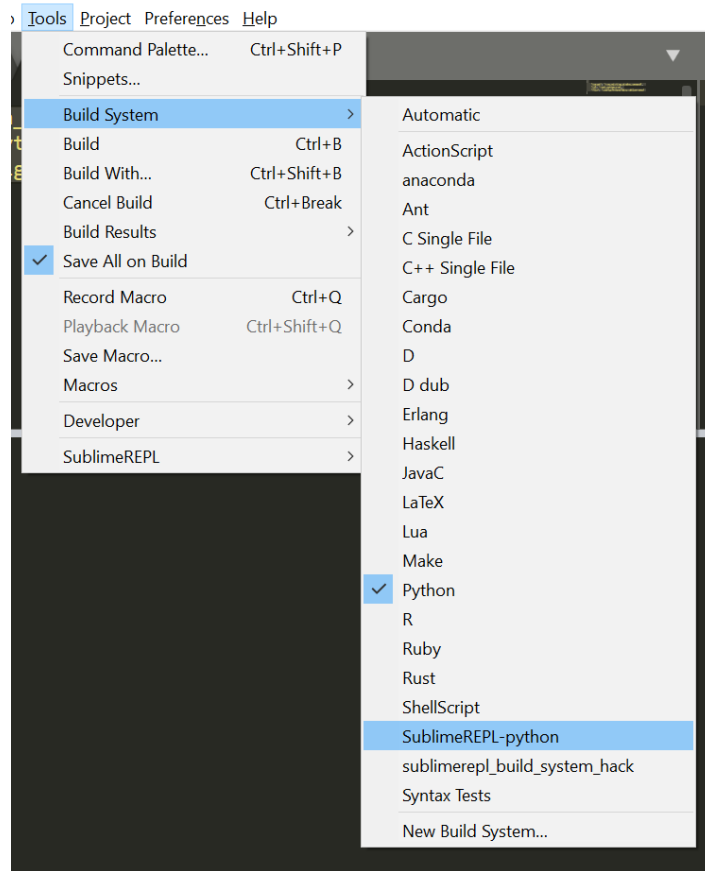 Tools Project Preferences Help
Command Palette... Ctrl+Shift+P
Snippets...
Build System
Build Ctrl+B
Build With... Ctrl+Shift+B
Cancel Build Ctrl+Break
Build Results
Save All on Build
Record Macro Ctrl+Q
Playback Macro Ctrl+Shift+Q
Save Macro...
Macros
Developer
SublimeREPL
Automatic
ActionScript
anaconda
Ant
C Single File
C++ Single File
Cargo
Conda
D
D dub
Erlang
Haskell
JavaC
LaTeX
Lua
Make
Python
R
Ruby
Rust
ShellScript
SublimeREPL-python
sublimerepl_build_system_hack
Syntax Tests
New Build System...